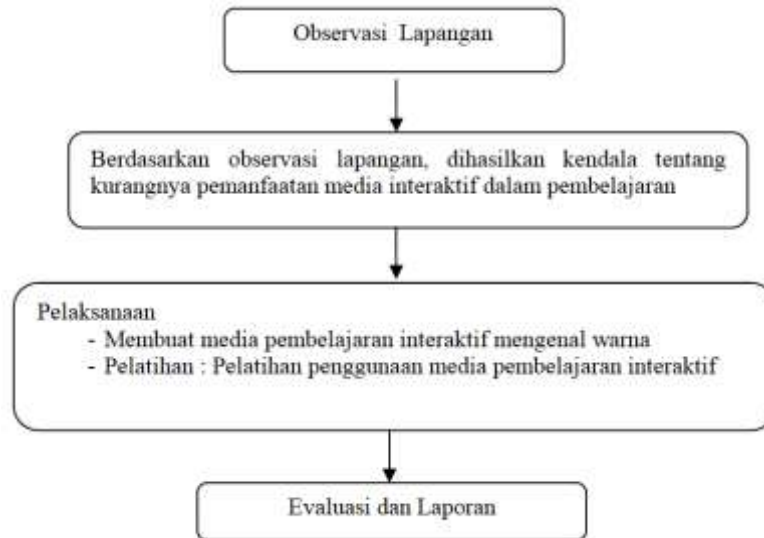 Observasi Lapangan
Berdasarkan observasi lapangan, dihasilkan kendala tentang
kurangnya pemanfaatan media interaktif dalam pembelajaran
Pelaksanaan
- Membuat media pembelajaran interaktif mengenal warna
- Pelatihan : Pelatihan penggunaan media pembelajaran interaktif
Evaluasi dan Laporan